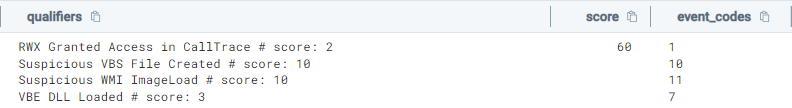 qualifiers score event_codes
RWX Granted Access in CallTrace # score: 2 60 1
Suspicious VBS File Created # score: 10 10
Suspicious WMI ImageLoad # score: 10 11
VBE DLL Loaded # score: 3 7